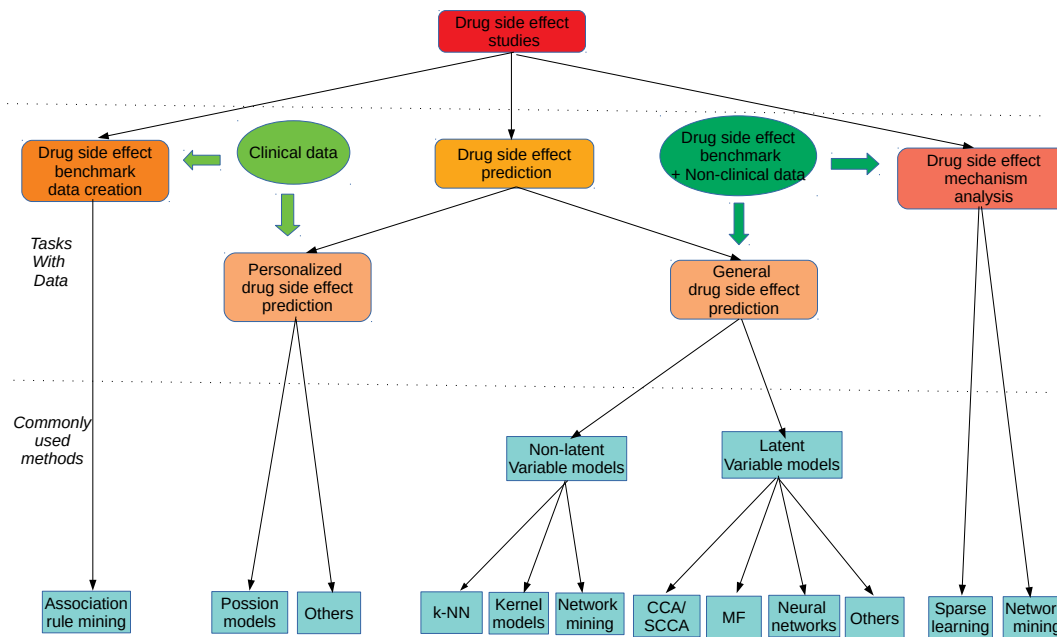 Drug side effect
studies
Drug side effect
benchmark
data creation
Clinical data
Drug side effect
prediction
Drug side effect
benchmark
+ Non-clinical data
Drug side effect
mechanism
analysis
Tasks
With
Data
Personalized
drug side effect
prediction
General
drug side effect
prediction
Commonly
used
methods
Non-latent
Variable models
Latent
Variable models
Association
rule mining
Possion
models
Others
k-NN
Kernel
models
Network
mining
CCA/
SCCA
MF
Neural
networks
Others
Sparse
learning
Network
mining